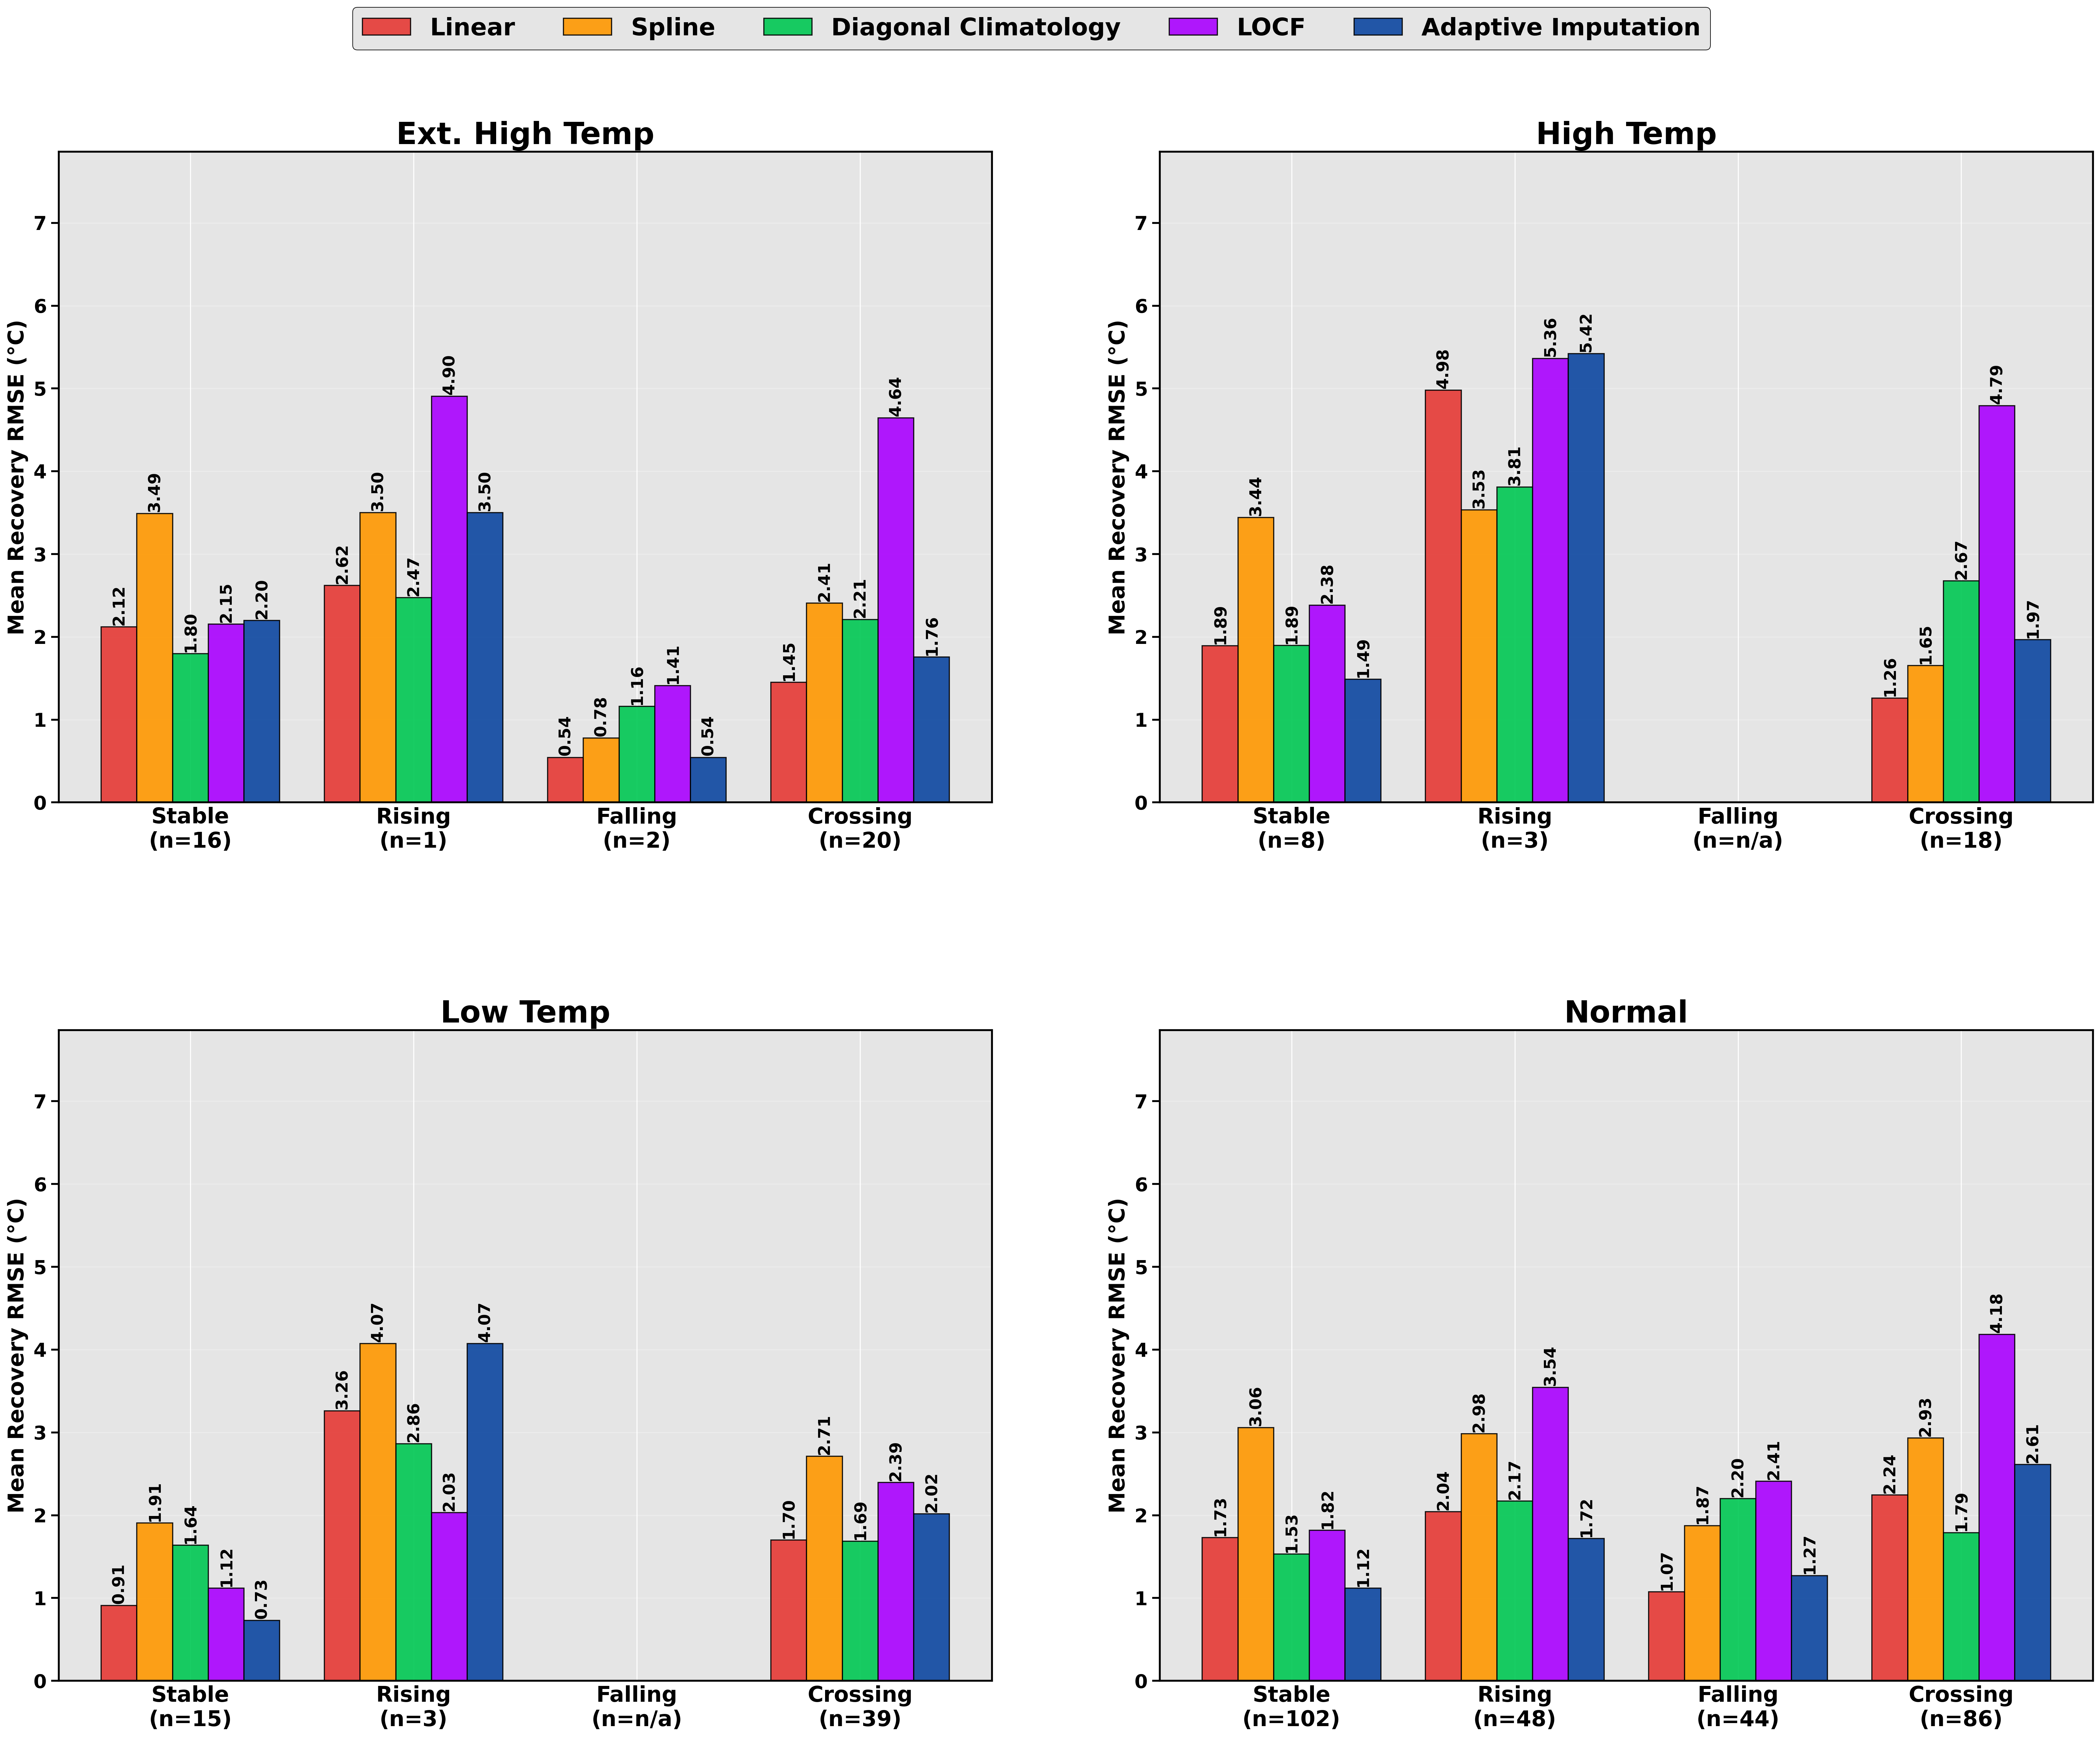 Linear Spline Diagonal Climatology LOCF Adaptive Imputation
Ext. High Temp
Mean Recovery RMSE (°C)
7
6
5
4
3
2
1
0
2.12 3.49 1.80 2.15 2.20
2.62 3.50 2.47 4.90 3.50
0.54 0.78 1.16 1.41 0.54
1.45 2.41 2.21 4.64 1.76
Stable Rising Falling Crossing
(n=16) (n=1) (n=2) (n=20)
High Temp
Mean Recovery RMSE (°C)
7
6
5
4
3
2
1
0
1.89 3.44 1.89 2.38 1.49
4.98 3.53 3.81 5.36 5.42
1.26 1.65 2.67 4.79 1.97
Stable Rising Falling Crossing
(n=8) (n=3) (n=n/a) (n=18)
Low Temp
Mean Recovery RMSE (°C)
7
6
5
4
3
2
1
0
0.91 1.91 1.64 1.12 0.73
3.26 4.07 2.86 2.03 4.07
1.70 2.71 1.69 2.39 2.02
Stable Rising Falling Crossing
(n=15) (n=3) (n=n/a) (n=39)
Normal
Mean Recovery RMSE (°C)
7
6
5
4
3
2
1
0
1.73 3.06 1.53 1.82 1.12
2.04 2.98 2.17 3.54 1.72
1.07 1.87 2.20 2.41 1.27
2.24 2.93 1.79 4.18 2.61
Stable Rising Falling Crossing
(n=102) (n=48) (n=44) (n=86)